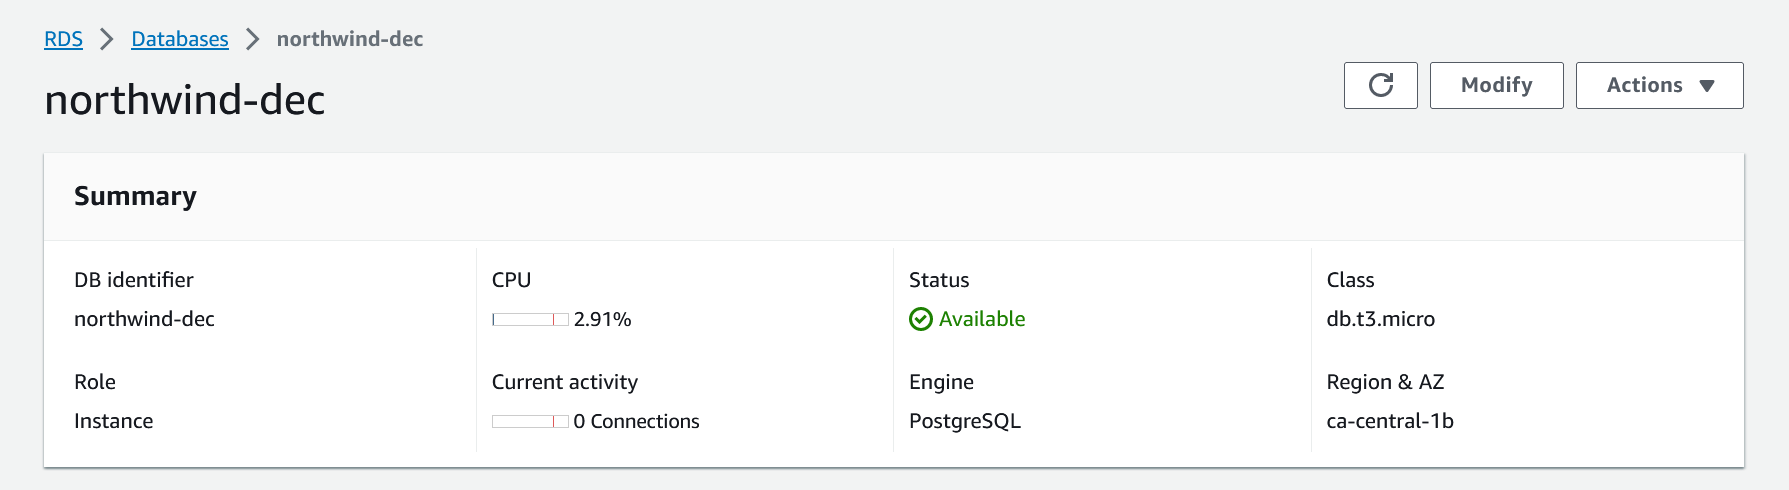 RDS > Databases > northwind-dec
northwind-dec
Modify
Actions
Summary
DB identifier
northwind-dec
CPU
2.91%
Status
Available
Class
db.t3.micro
Role
Instance
Current activity
0 Connections
Engine
PostgreSQL
Region & AZ
ca-central-1b